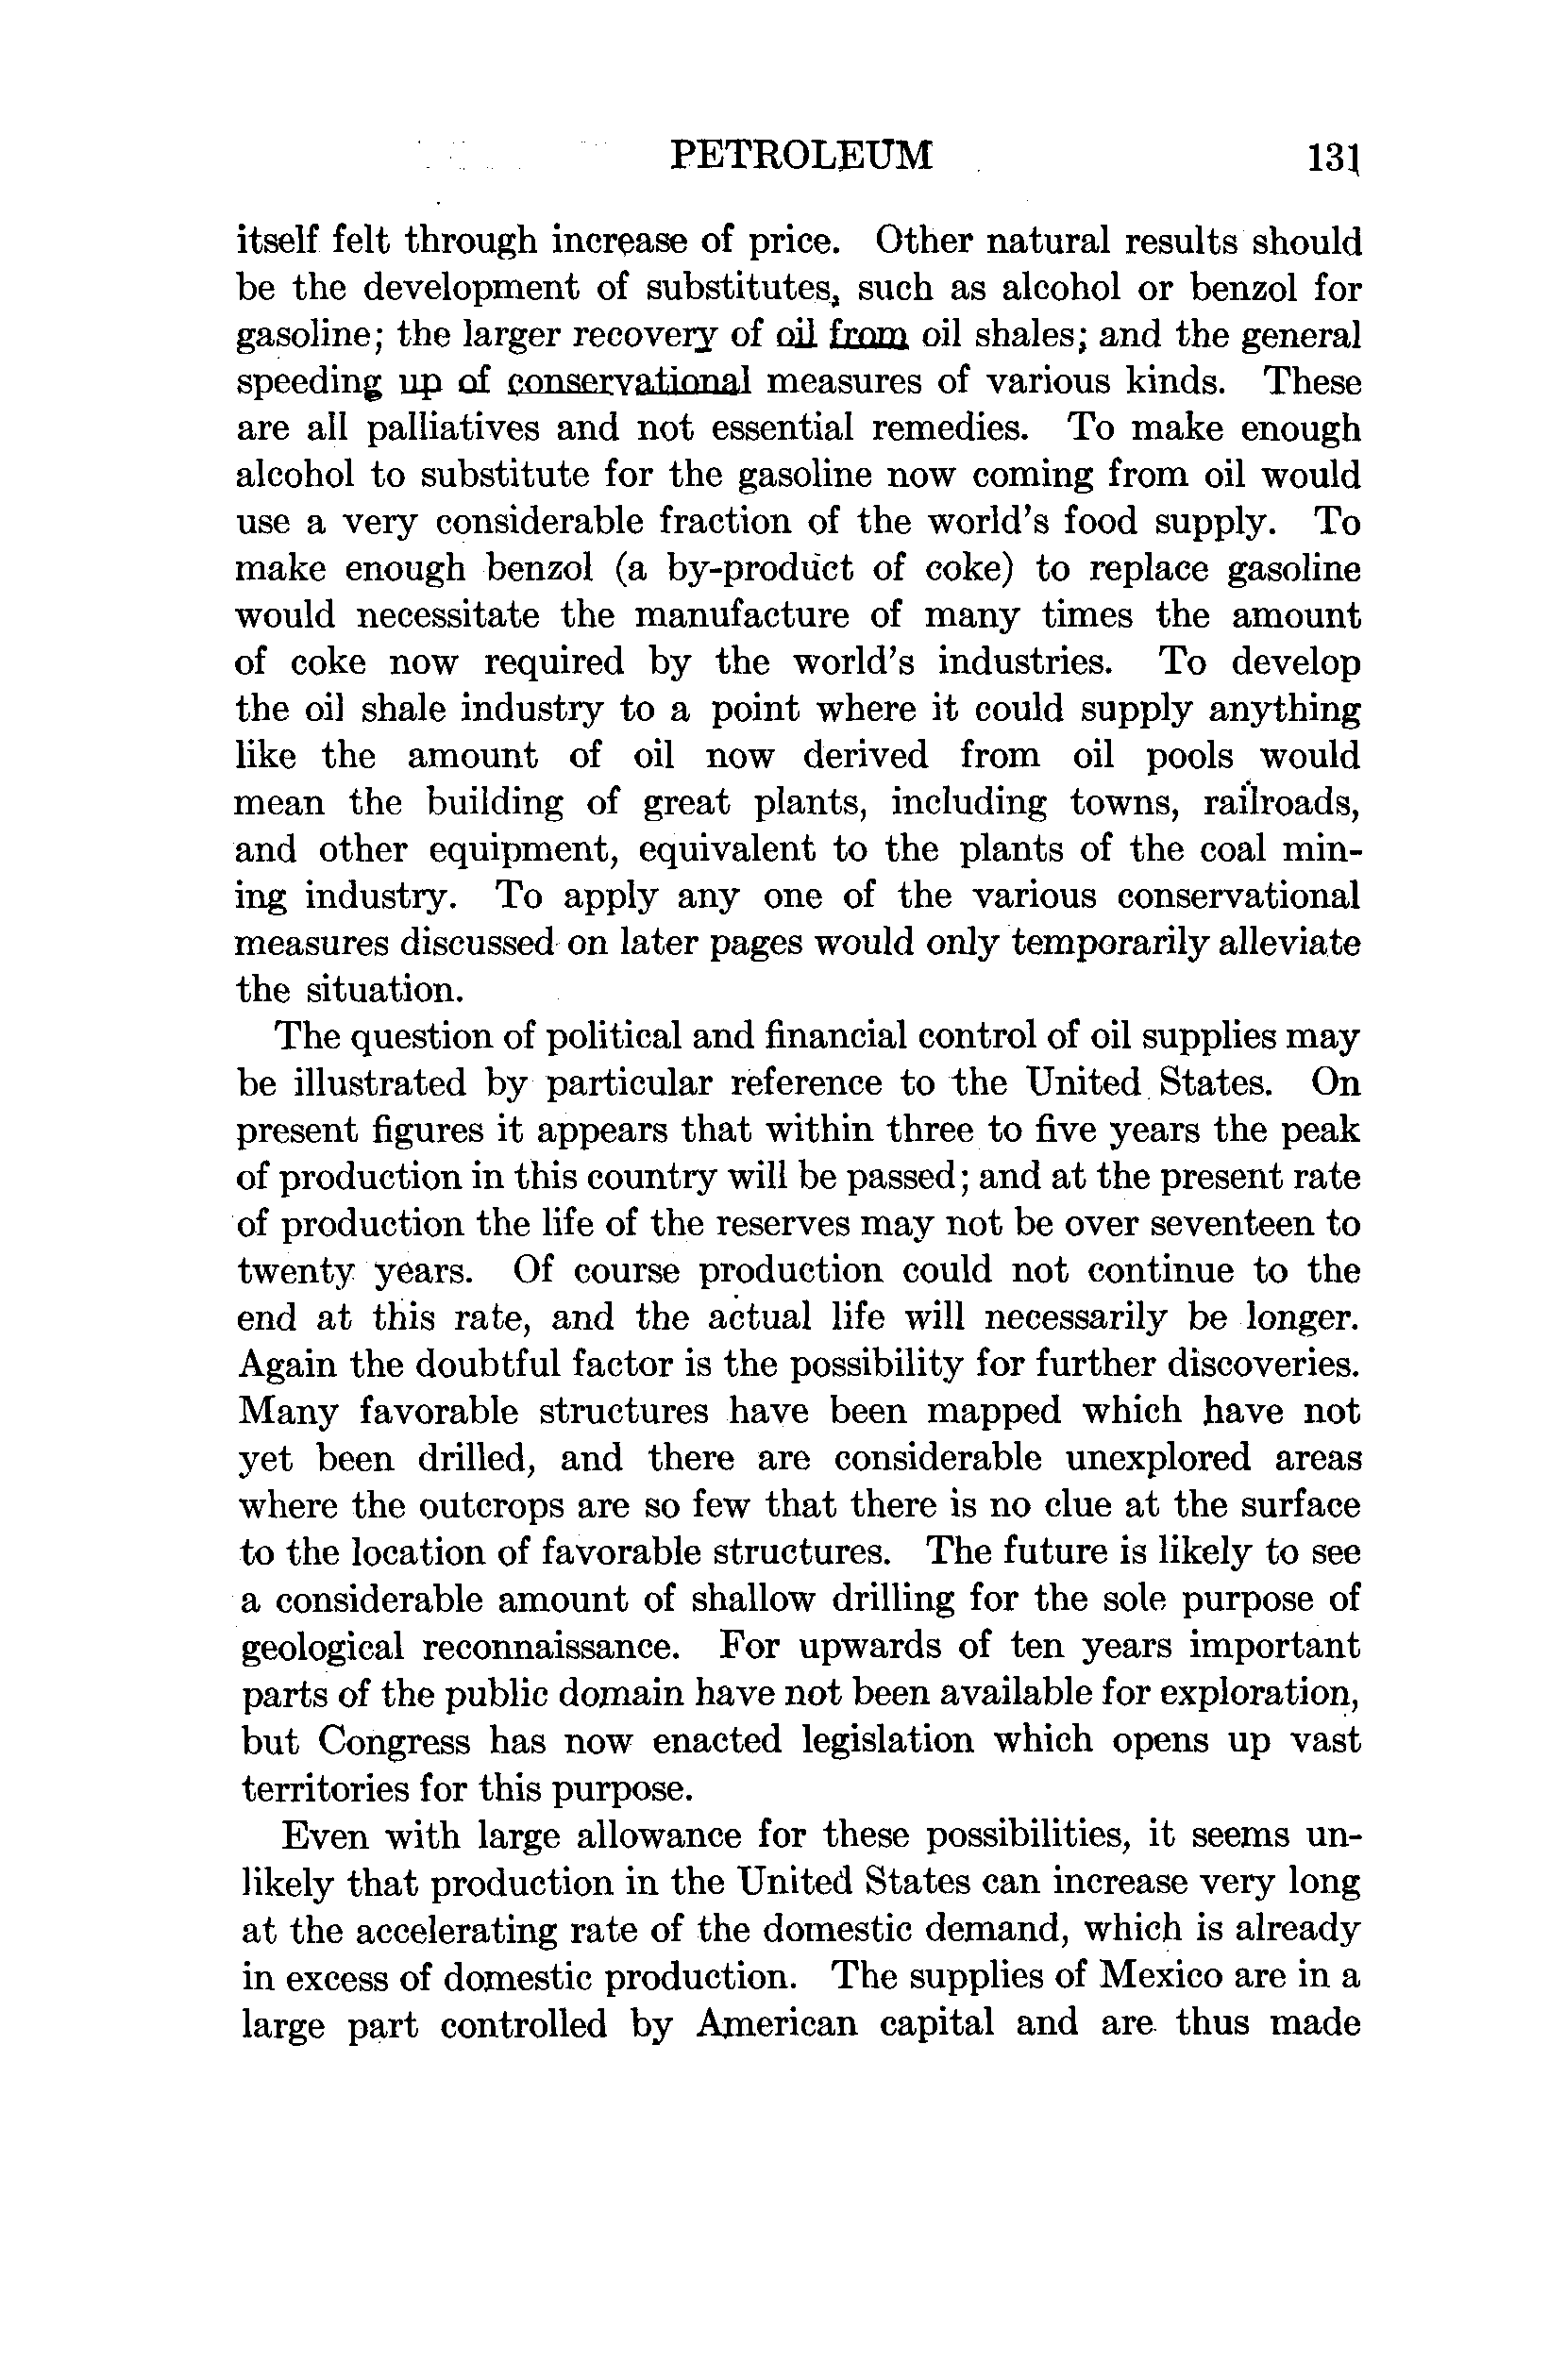 PETROLEUM 131
itself felt through increase of price. Other natural results should
be the development of substitutes, such as alcohol or benzol for
gasoline; the larger recovery of oil from oil shales; and the general
speeding up of conservational measures of various kinds. These
are all palliatives and not essential remedies. To make enough
alcohol to substitute for the gasoline now coming from oil would
use a very considerable fraction of the world's food supply. To
make enough benzol (a by-product of coke) to replace gasoline
would necessitate the manufacture of many times the amount
of coke now required by the world's industries. To develop
the oil shale industry to a point where it could supply anything
like the amount of oil now derived from oil pools would
mean the building of great plants, including towns, railroads,
and other equipment, equivalent to the plants of the coal min-
ing industry. To apply any one of the various conservational
measures discussed on later pages would only temporarily alleviate
the situation.
The question of political and financial control of oil supplies may
be illustrated by particular reference to the United States. On
present figures it appears that within three to five years the peak
of production in this country will be passed; and at the present rate
of production the life of the reserves may not be over seventeen to
twenty years. Of course production could not continue to the
end at this rate, and the actual life will necessarily be longer.
Again the doubtful factor is the possibility for further discoveries.
Many favorable structures have been mapped which have not
yet been drilled, and there are considerable unexplored areas
where the outcrops are so few that there is no clue at the surface
to the location of favorable structures. The future is likely to see
a considerable amount of shallow drilling for the sole purpose of
geological reconnaissance. For upwards of ten years important
parts of the public domain have not been available for exploration,
but Congress has now enacted legislation which opens up vast
territories for this purpose.
Even with large allowance for these possibilities, it seems un-
likely that production in the United States can increase very long
at the accelerating rate of the domestic demand, which is already
in excess of domestic production. The supplies of Mexico are in a
large part controlled by American capital and are thus made